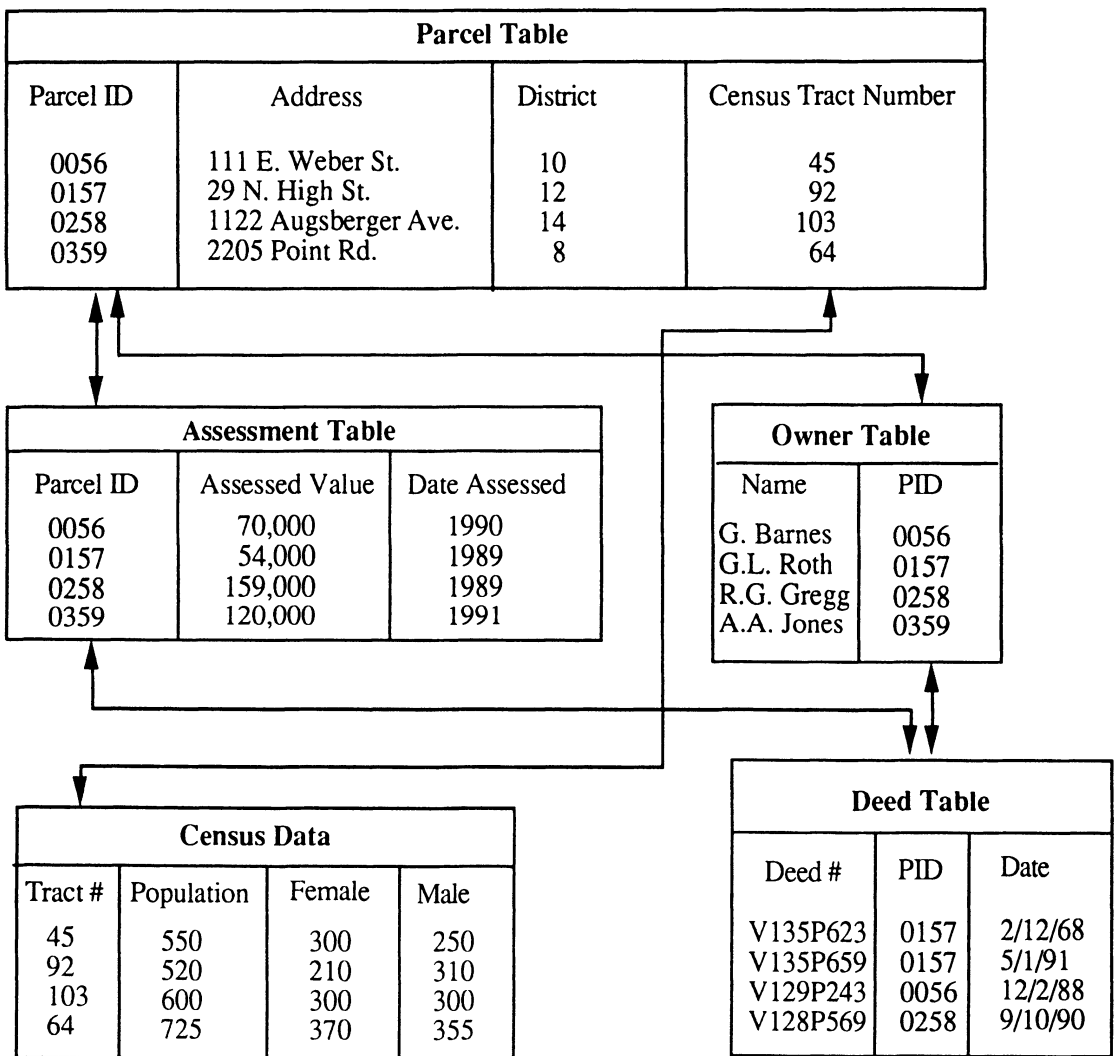 Parcel Table
Parcel ID Address District Census Tract Number
0056 111 E. Weber St. 10 45
0157 29 N. High St. 12 92
0258 1122 Augsberger Ave. 14 103
0359 2205 Point Rd. 8 64
Assessment Table
Parcel ID Assessed Value Date Assessed
0056 70,000 1990
0157 54,000 1989
0258 159,000 1989
0359 120,000 1991
Owner Table
Name PID
G. Barnes 0056
G.L. Roth 0157
R.G. Gregg 0258
A.A. Jones 0359
Census Data
Tract # Population Female Male
45 550 300 250
92 520 210 310
103 600 300 300
64 725 370 355
Deed Table
Deed # PID Date
V135P623 0157 2/12/68
V135P659 0157 5/1/91
V129P243 0056 12/2/88
V128P569 0258 9/10/90